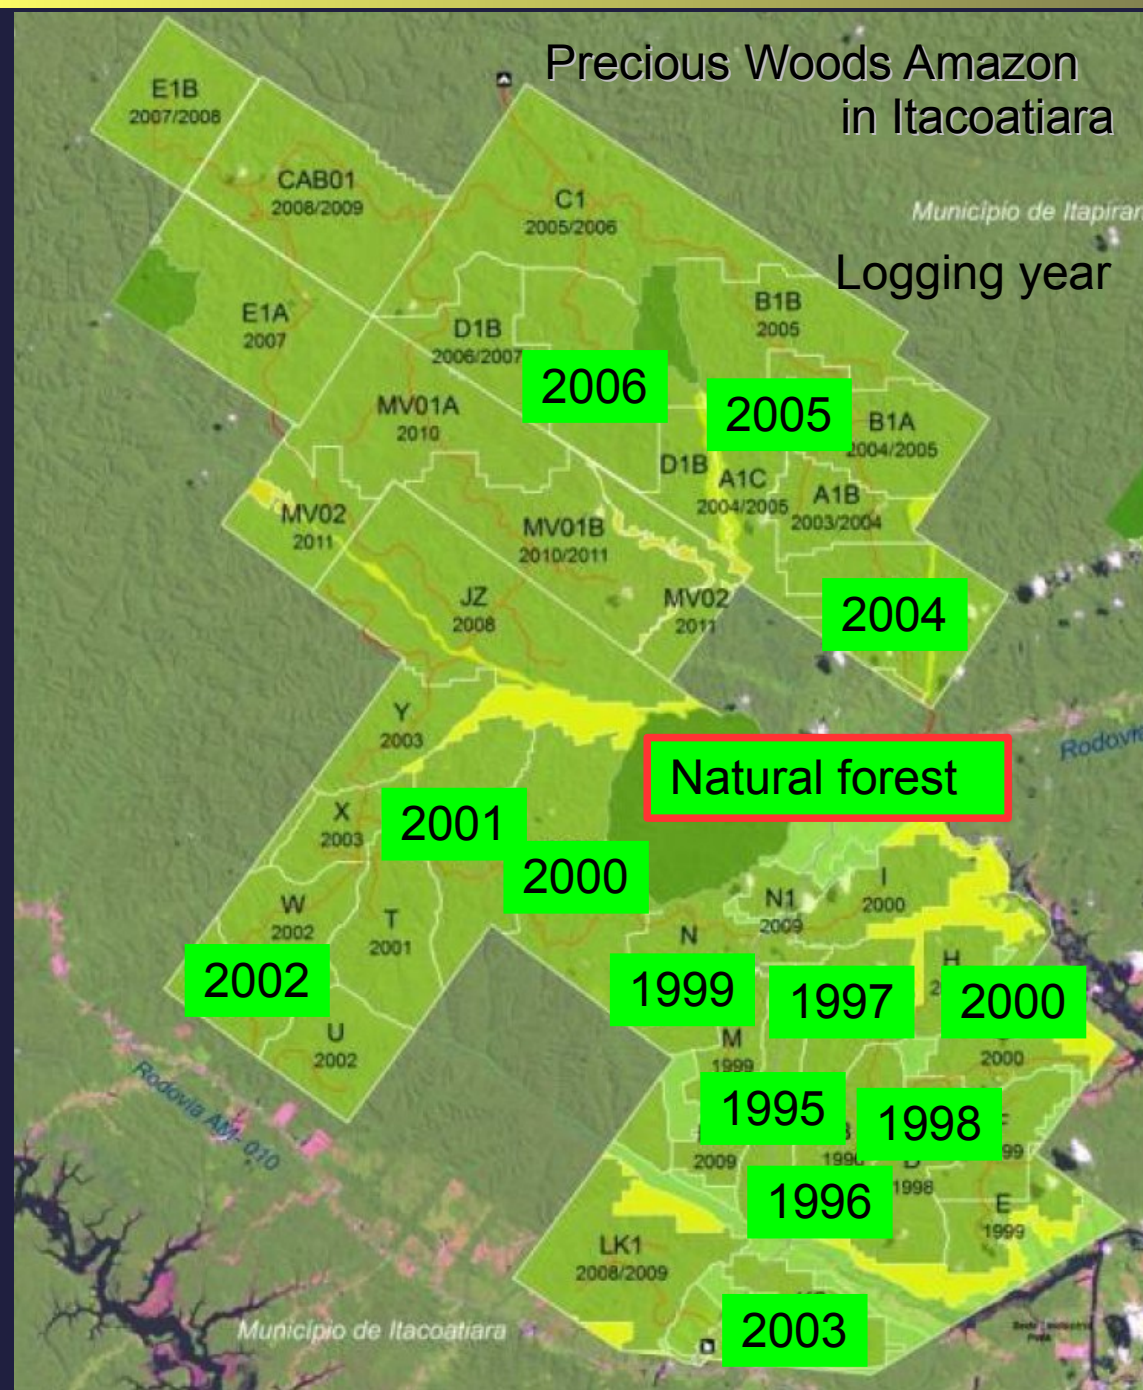 Precious Woods Amazon
in Itacoatiara
E1B
2007/2008
CAB01
2008/2009
C1
2005/2006
Município de Itapirar
Logging year
E1A
2007
D1B
2006/2007
B1B
2005
2006
2005
MV01A
2010
B1A
2004/2005
D1B
A1C
2004/2005
A1B
2003/2004
MV02
2011
MV01B
2010/2011
JZ
2008
MV02
2011
2004
Y
2003
Natural forest
Rodovia
X
2003
2001
2000
W
2002
T
2001
N1
2009
I
2000
N
H
2002
1999
1997
2000
U
2002
M
1999
2000
Rodovia AM-010
1995
1998
2009
1996
1998
1996
E
1999
LK1
2008/2009
Município de Itacoatiara
2003